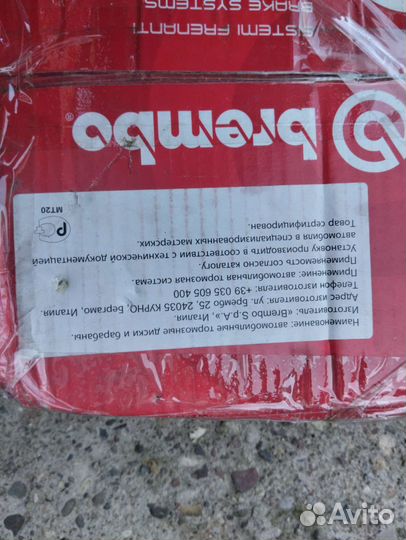 brembo®
SISTEMI FRENANTI
BRAKE SYSTEMS
Наименование: автомобильные тормозные диски и барабаны.
Изготовитель: «Brembo S.p.A.», Италия.
Адрес изготовителя: ул. Брембо, 25, 24035 КУРНО, Бергамо, Италия.
Телефон изготовителя: +39 035 605 400
Применение: Автомобильная тормозная система.
Применяемость согласно каталогу.
Установку производить в соответствии с технической документацией
автомобиля в специализированных мастерских.
Товар сертифицирован.
МТ20
Avito